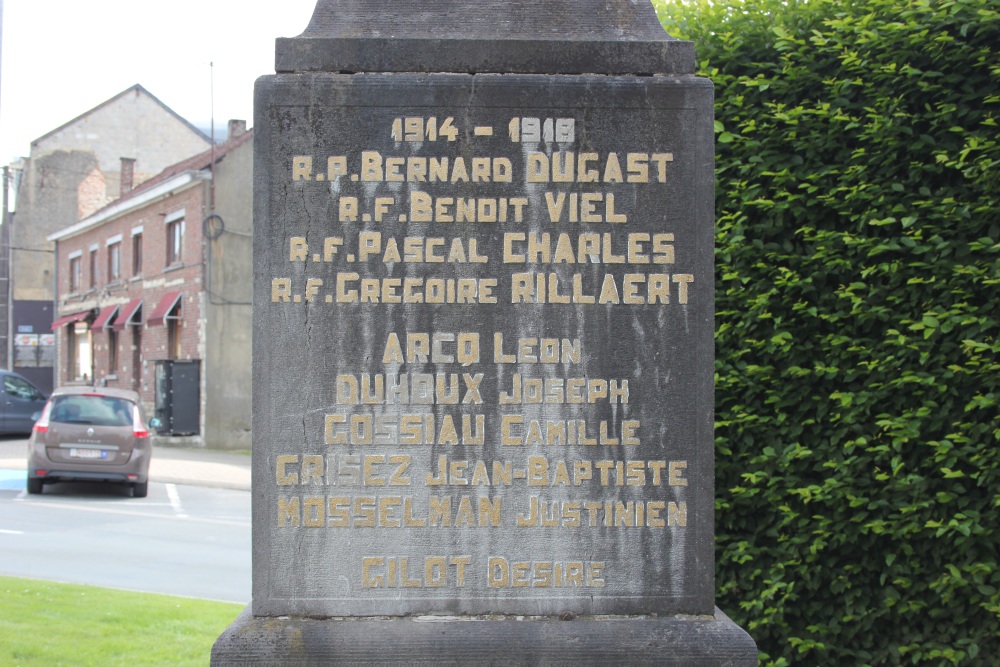 1914 - 1918
R.P. BERNARD DUGAST
R.F. BENOIT VIEL
R.F. PASCAL CHARLES
R.F. GREGOIRE RILLAERT
ARCQ LEON
DUHOUX JOSEPH
GOSSIAU CAMILLE
GRISEZ JEAN-BAPTISTE
MOSSELMAN JUSTINIEN
GILOT DESIRE